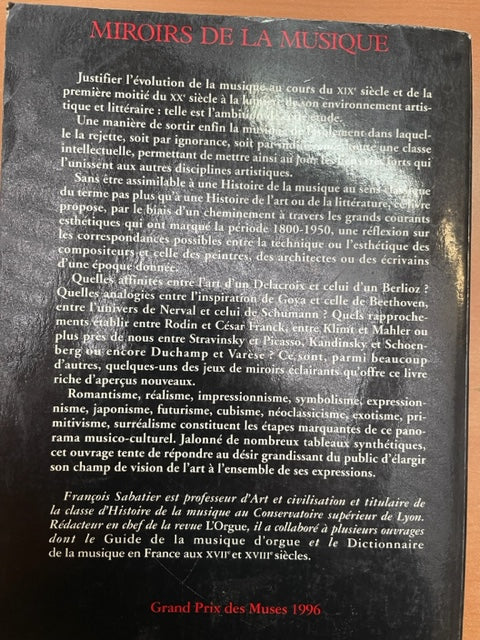 MIROIRS DE LA MUSIQUE
Justifier l'évolution de la musique au cours du XIXe siècle et de la
première moitié du XXe siècle à la lumière de son environnement artis-
tique et littéraire : telle est l'ambition de cette étude.
Une manière de sortir enfin la musique de l'isolement dans laquel-
le la rejette, soit par ignorance, soit par indifférence, toute une classe
intellectuelle, permettant de mettre ainsi au jour les liens très forts qui
l'unissent aux autres disciplines artistiques.
Sans être assimilable à une Histoire de la musique au sens classique
du terme pas plus qu'à une Histoire de l'art ou de la littérature, ce livre
propose, par le biais d'un cheminement à travers les grands courants
esthétiques qui ont marqué la période 1800-1950, une réflexion sur
les correspondances possibles entre la technique ou l'esthétique des
compositeurs et celle des peintres, des architectes ou des écrivains
d'une époque donnée.
Quelles affinités entre l'art d'un Delacroix et celui d'un Berlioz ?
Quelles analogies entre l'inspiration de Goya et celle de Beethoven,
entre l'univers de Nerval et celui de Schumann ? Quels rapproche-
ments établir entre Rodin et César Franck, entre Klimt et Mahler ou
plus près de nous entre Stravinsky et Picasso, Kandinsky et Schoen-
berg ou encore Duchamp et Varèse ? Ce sont, parmi beaucoup
d'autres, quelques-uns des jeux de miroirs éclairants qu'offre ce livre
riche d'aperçus nouveaux.
Romantisme, réalisme, impressionnisme, symbolisme, expression-
nisme, japonisme, futurisme, cubisme, néoclassicisme, exotisme, pri-
mitivisme, surréalisme constituent les étapes marquantes de ce pano-
rama musico-culturel. Jalonné de nombreux tableaux synthétiques,
cet ouvrage tente de répondre au désir grandissant du public d'élargir
son champ de vision de l'art à l'ensemble de ses expressions.
François Sabatier est professeur d'Art et civilisation et titulaire de
la classe d'Histoire de la musique au Conservatoire supérieur de Lyon.
Rédacteur en chef de la revue L'Orgue, il a collaboré à plusieurs ouvrages
dont le Guide de la musique d'orgue et le Dictionnaire
de la musique en France aux XVIIe et XVIIIe siècles.
Grand Prix des Muses 1996